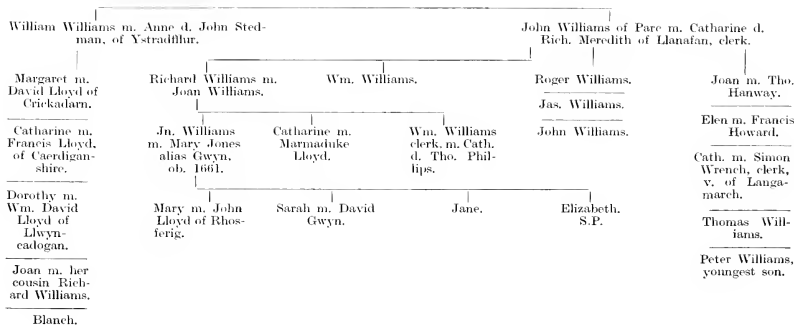 William Williams m. Anne d. John Sted-
man, of Ystradfflur.
John Williams of Parc m. Catharine d.
Rich. Meredith of Llanafan, clerk.
Margaret m.
David Lloyd of
Crickadarn.
Catharine m.
Francis Lloyd,
of Caerdigan-
shire.
Dorothy m.
Wm. David
Lloyd of
Llwyn-
cadogan.
Joan m. her
cousin Rich-
ard Williams.
Blanch.
Richard Williams m.
Joan Williams.
Wm. Williams.
Roger Williams.
Jas. Williams.
John Williams.
Joan m. Tho.
Hanway.
Elen m. Francis
Howard.
Cath. m. Simon
Wrench, clerk,
v. of Langa-
march.
Thomas Will-
iams.
Peter Williams,
youngest son.
Jn. Williams
m. Mary Jones
alias Gwyn,
ob. 1661.
Catharine m.
Marmaduke
Lloyd.
Wm. Williams
clerk. m. Cath.
d. Tho. Phil-
lips.
Mary m. John
Lloyd of Rhos-
ferig.
Sarah m. David
Gwyn.
Jane.
Elizabeth.
S.P.